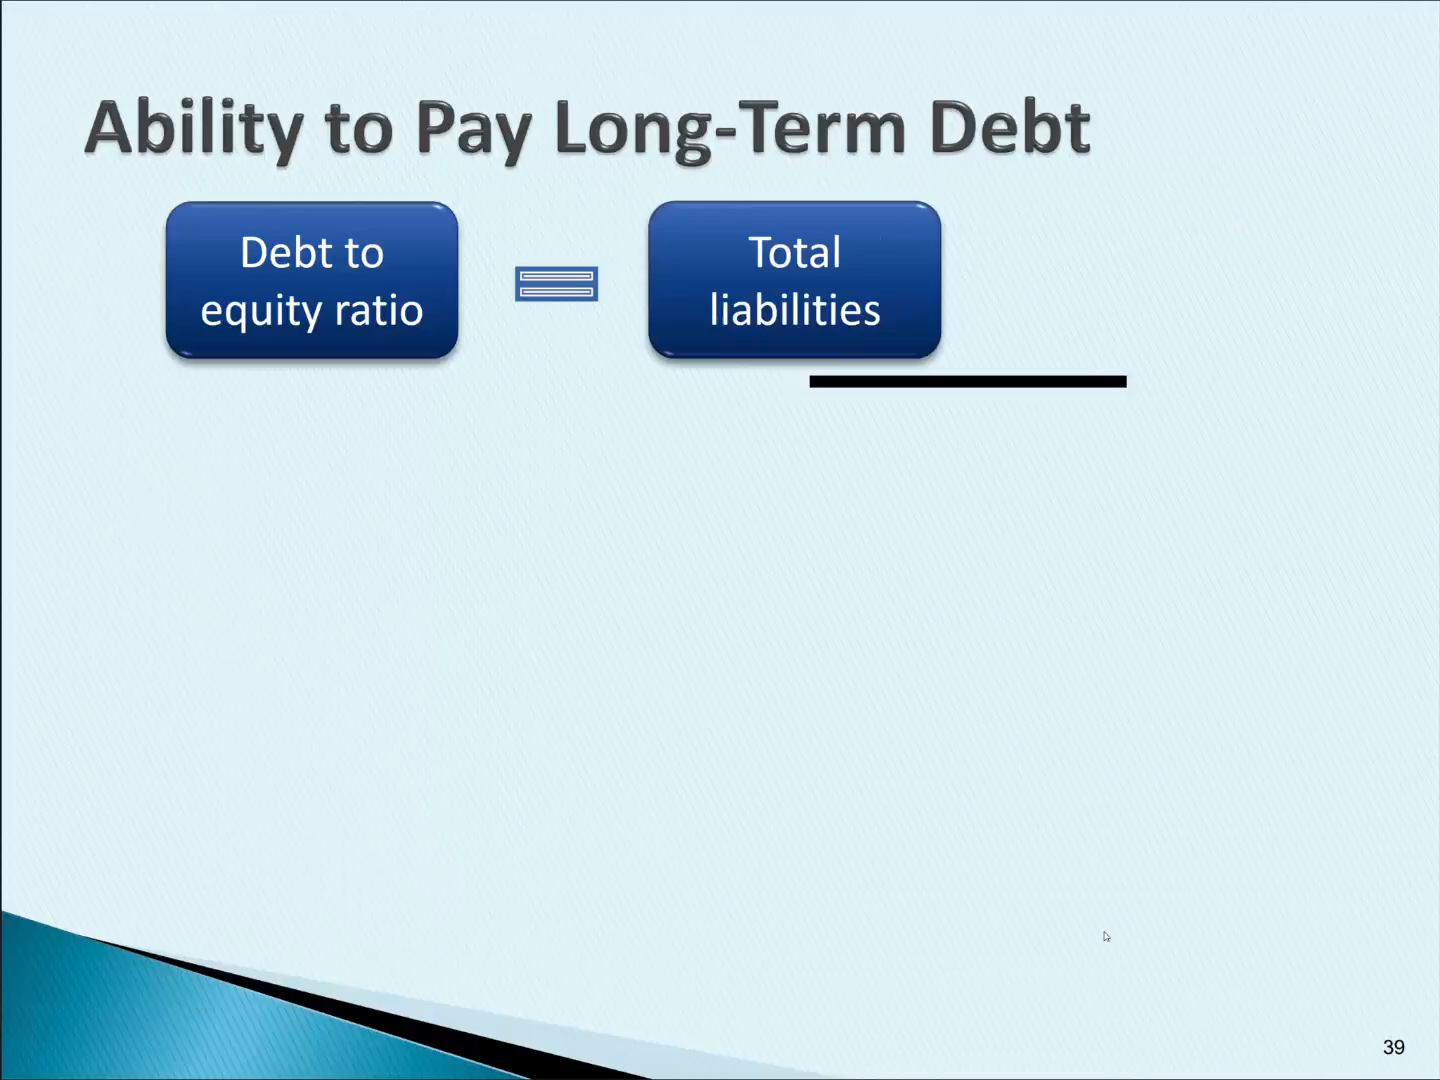 Ability to Pay Long-Term Debt
Debt to
equity ratio
Total
liabilities
39